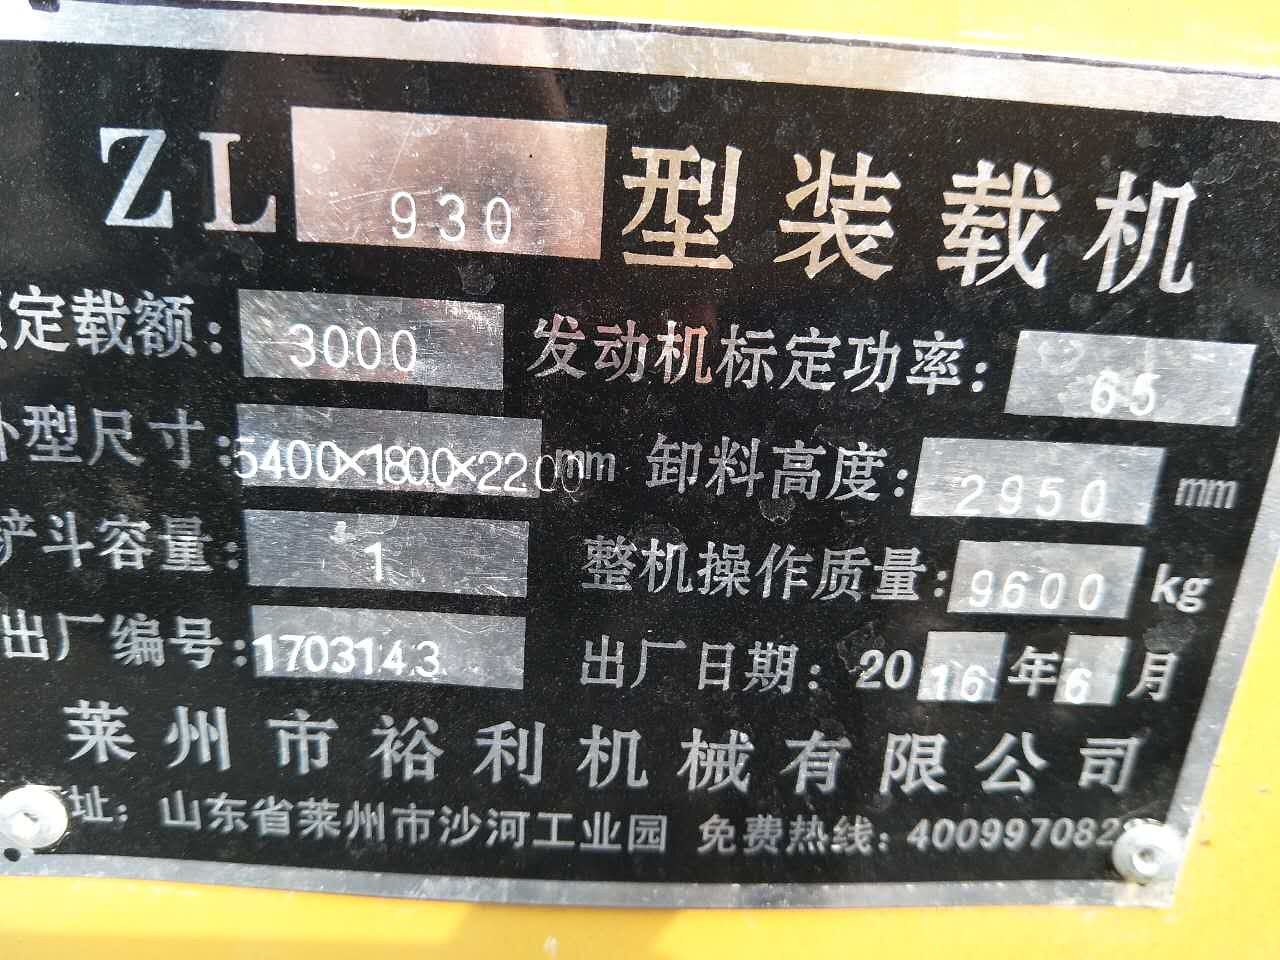 ZL 930 型装载机
额定载额: 3000 发动机标定功率: 65
外型尺寸: 5400×1800×2200 mm 卸料高度: 2950 mm
铲斗容量: 1 整机操作质量: 9600 kg
出厂编号: 1703143 出厂日期: 2016年6月
莱州市裕利机械有限公司
址: 山东省莱州市沙河工业园 免费热线: 400997082